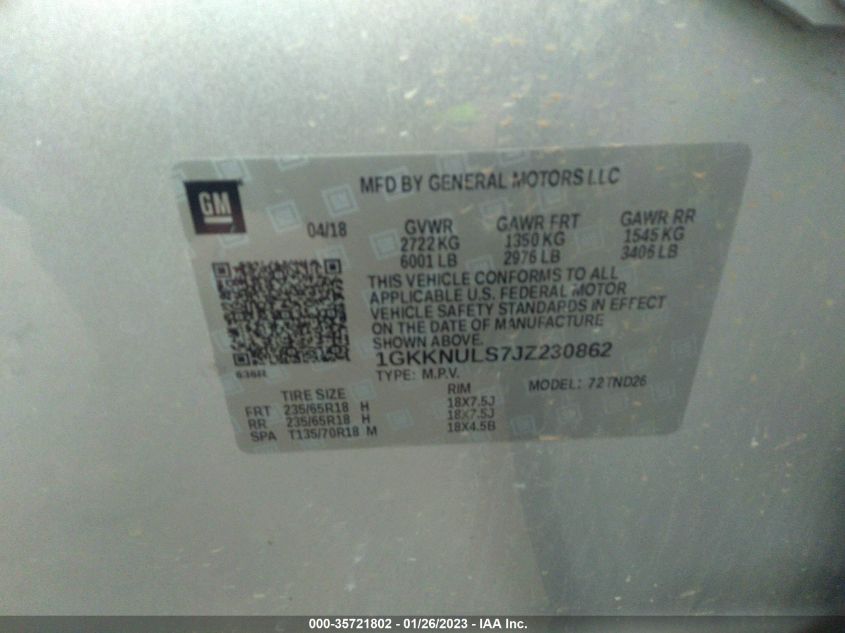 GM
MFD BY GENERAL MOTORS LLC
04/18
GVWR
2722 KG
6001 LB
GAWR FRT
1350 KG
2976 LB
GAWR RR
1545 KG
3406 LB
THIS VEHICLE CONFORMS TO ALL
APPLICABLE U.S. FEDERAL MOTOR
VEHICLE SAFETY STANDARDS IN EFFECT
ON THE DATE OF MANUFACTURE
SHOWN ABOVE.
1GKKNULS7JZ230862
TYPE: M.P.V.
MODEL: 72TND26
TIRE SIZE RIM
FRT 235/65R18 H 18X7.5J
RR 235/65R18 H 18X7.5J
SPA T135/70R18 M 18X4.5B
000-35721802 - 01/26/2023 - IAA Inc.